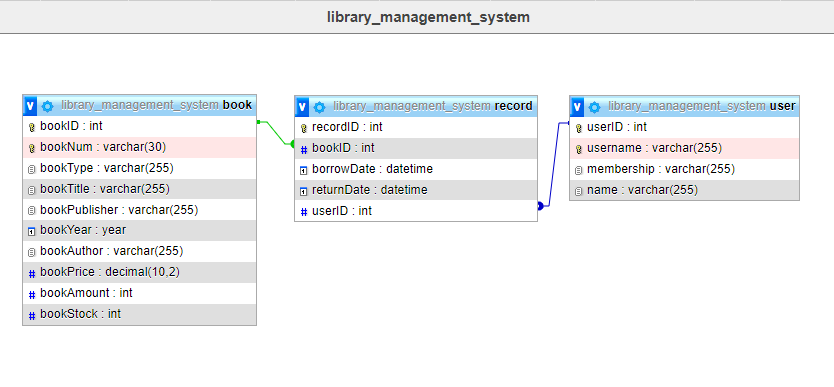 library_management_system
library_management_system book
bookID : int
bookNum : varchar(30)
bookType : varchar(255)
bookTitle : varchar(255)
bookPublisher : varchar(255)
bookYear : year
bookAuthor : varchar(255)
bookPrice : decimal(10,2)
bookAmount : int
bookStock : int
library_management_system record
recordID : int
bookID : int
borrowDate : datetime
returnDate : datetime
userID : int
library_management_system user
userID : int
username : varchar(255)
membership : varchar(255)
name : varchar(255)